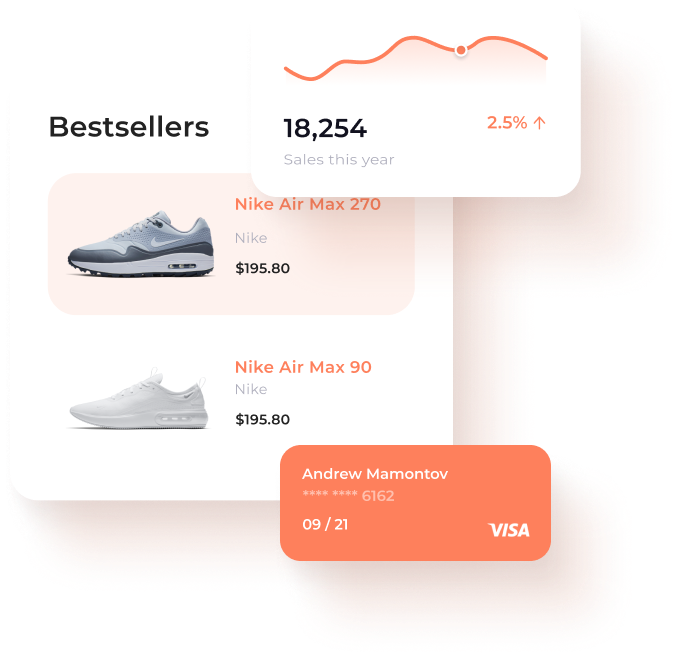 Bestsellers
18,254
2.5% ↑
Sales this year
Nike Air Max 270
Nike
$195.80
Nike Air Max 90
Nike
$195.80
Andrew Mamontov
**** **** 6162
09 / 21
VISA